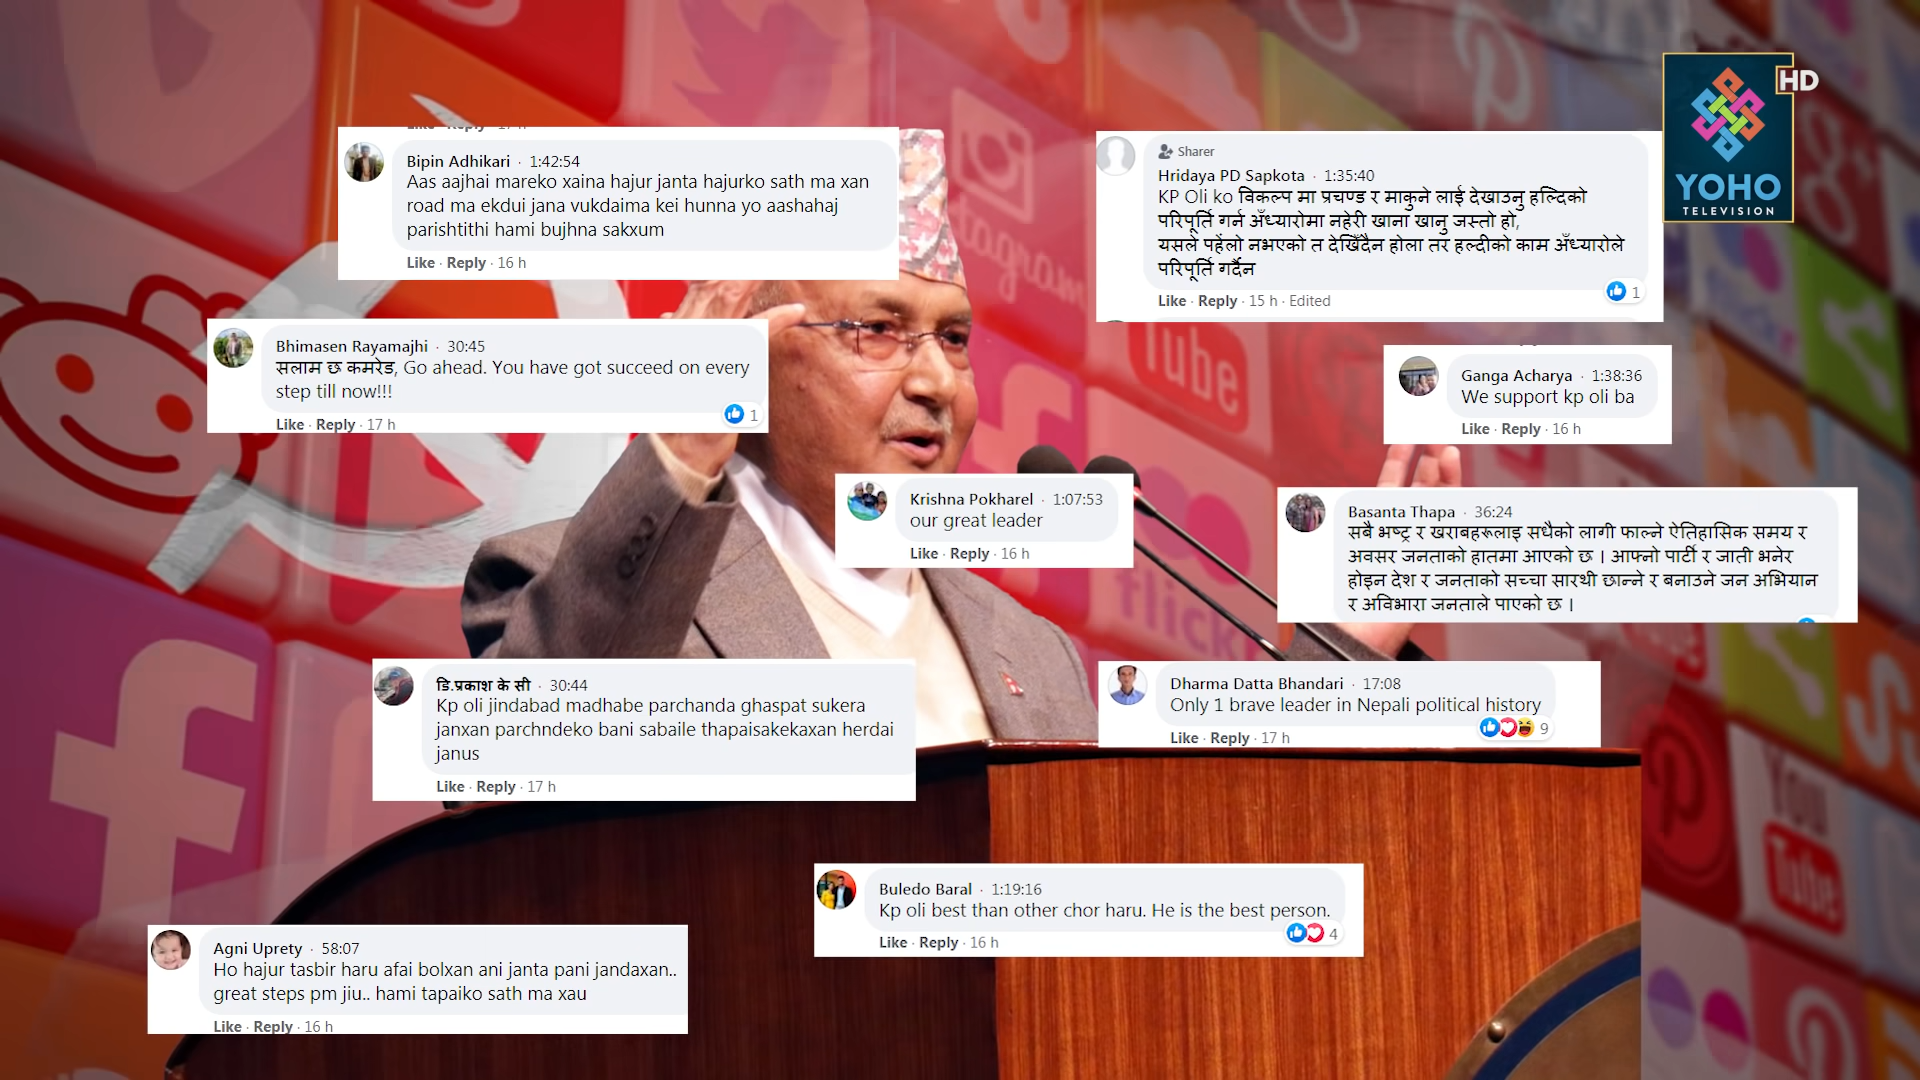 HD
YOHO
TELEVISION
Like · Reply · 17 h
Bipin Adhikari · 1:42:54
Aas aajhai mareko xaina hajur janta hajurko sath ma xan
road ma ekdui jana vukdaima kei hunna yo aashahaj
parishtithi hami bujhna sakxum
Like · Reply · 16 h
Sharer
Hridaya PD Sapkota · 1:35:40
KP Oli ko विकल्प मा प्रचण्ड र माकुने लाई देखाउनु हल्दिको
परिपूर्ति गर्न अँध्यारोमा नहेरी खाना खानु जस्तो हो,
यसले पहेंलो नभएको त देखिँदैन होला तर हल्दीको काम अँध्यारोले
परिपूर्ति गर्दैन
Like · Reply · 15 h · Edited
1
Bhimasen Rayamajhi · 30:45
सलाम छ कमरेड, Go ahead. You have got succeed on every
step till now!!!
Like · Reply · 17 h
1
Ganga Acharya · 1:38:36
We support kp oli ba
Like · Reply · 16 h
Krishna Pokharel · 1:07:53
our great leader
Like · Reply · 16 h
Basanta Thapa · 36:24
सबै भष्ट्र र खराबहरूलाइ सधैको लागी फाल्ने ऐतिहासिक समय र
अवसर जनताको हातमा आएको छ । आफ्नो पार्टी र जाती भनेर
होइन देश र जनताको सच्चा सारथी छान्ने र बनाउने जन अभियान
र अविभारा जनताले पाएको छ ।
डि.प्रकाश के सी · 30:44
Kp oli jindabad madhabe parchanda ghaspat sukera
janxan parchndeko bani sabaile thapaisakekaxan herdai
janus
Like · Reply · 17 h
Dharma Datta Bhandari · 17:08
Only 1 brave leader in Nepali political history
9
Like · Reply · 17 h
Buledo Baral · 1:19:16
Kp oli best than other chor haru. He is the best person.
4
Like · Reply · 16 h
Agni Uprety · 58:07
Ho hajur tasbir haru afai bolxan ani janta pani jandaxan..
great steps pm jiu.. hami tapaiko sath ma xau
Like · Reply · 16 h
stagram
Tube
flickr
You
Tube